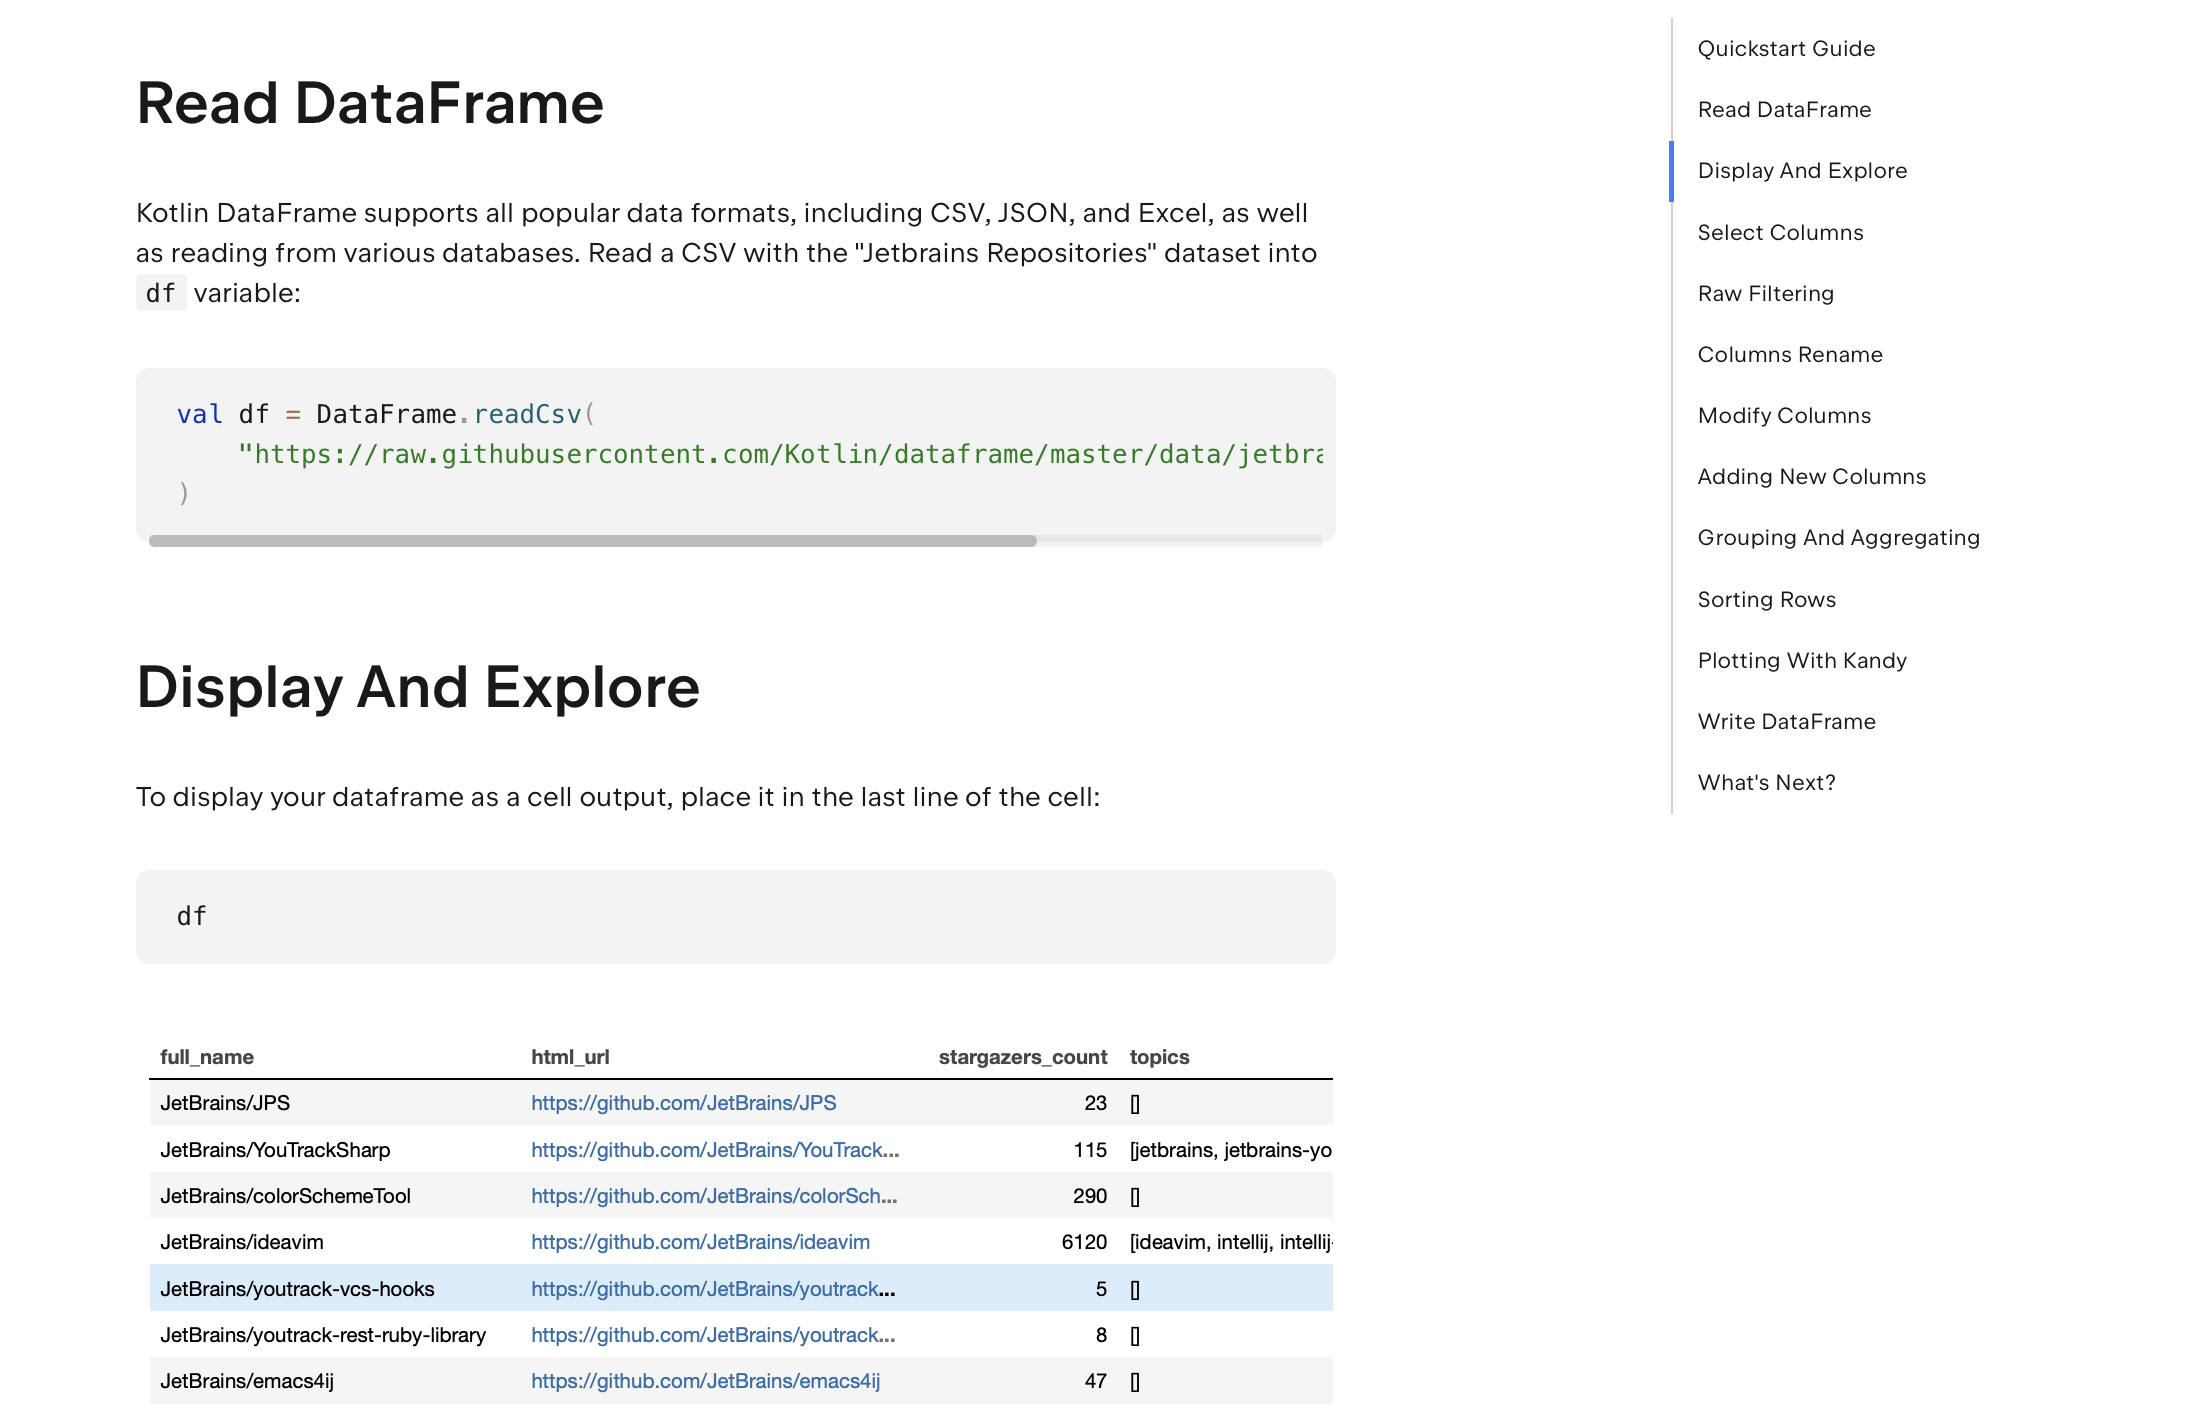 Read DataFrame
Kotlin DataFrame supports all popular data formats, including CSV, JSON, and Excel, as well
as reading from various databases. Read a CSV with the "Jetbrains Repositories" dataset into
df variable:
val df = DataFrame.readCsv(
"https://raw.githubusercontent.com/Kotlin/dataframe/master/data/jetbra
)
Display And Explore
To display your dataframe as a cell output, place it in the last line of the cell:
df
full_name html_url stargazers_count topics
JetBrains/JPS https://github.com/JetBrains/JPS 23 []
JetBrains/YouTrackSharp https://github.com/JetBrains/YouTrack... 115 [jetbrains, jetbrains-yo
JetBrains/colorSchemeTool https://github.com/JetBrains/colorSch... 290 []
JetBrains/ideavim https://github.com/JetBrains/ideavim 6120 [ideavim, intellij, intellij-
JetBrains/youtrack-vcs-hooks https://github.com/JetBrains/youtrack... 5 []
JetBrains/youtrack-rest-ruby-library https://github.com/JetBrains/youtrack... 8 []
JetBrains/emacs4ij https://github.com/JetBrains/emacs4ij 47 []
Quickstart Guide
Read DataFrame
Display And Explore
Select Columns
Raw Filtering
Columns Rename
Modify Columns
Adding New Columns
Grouping And Aggregating
Sorting Rows
Plotting With Kandy
Write DataFrame
What's Next?